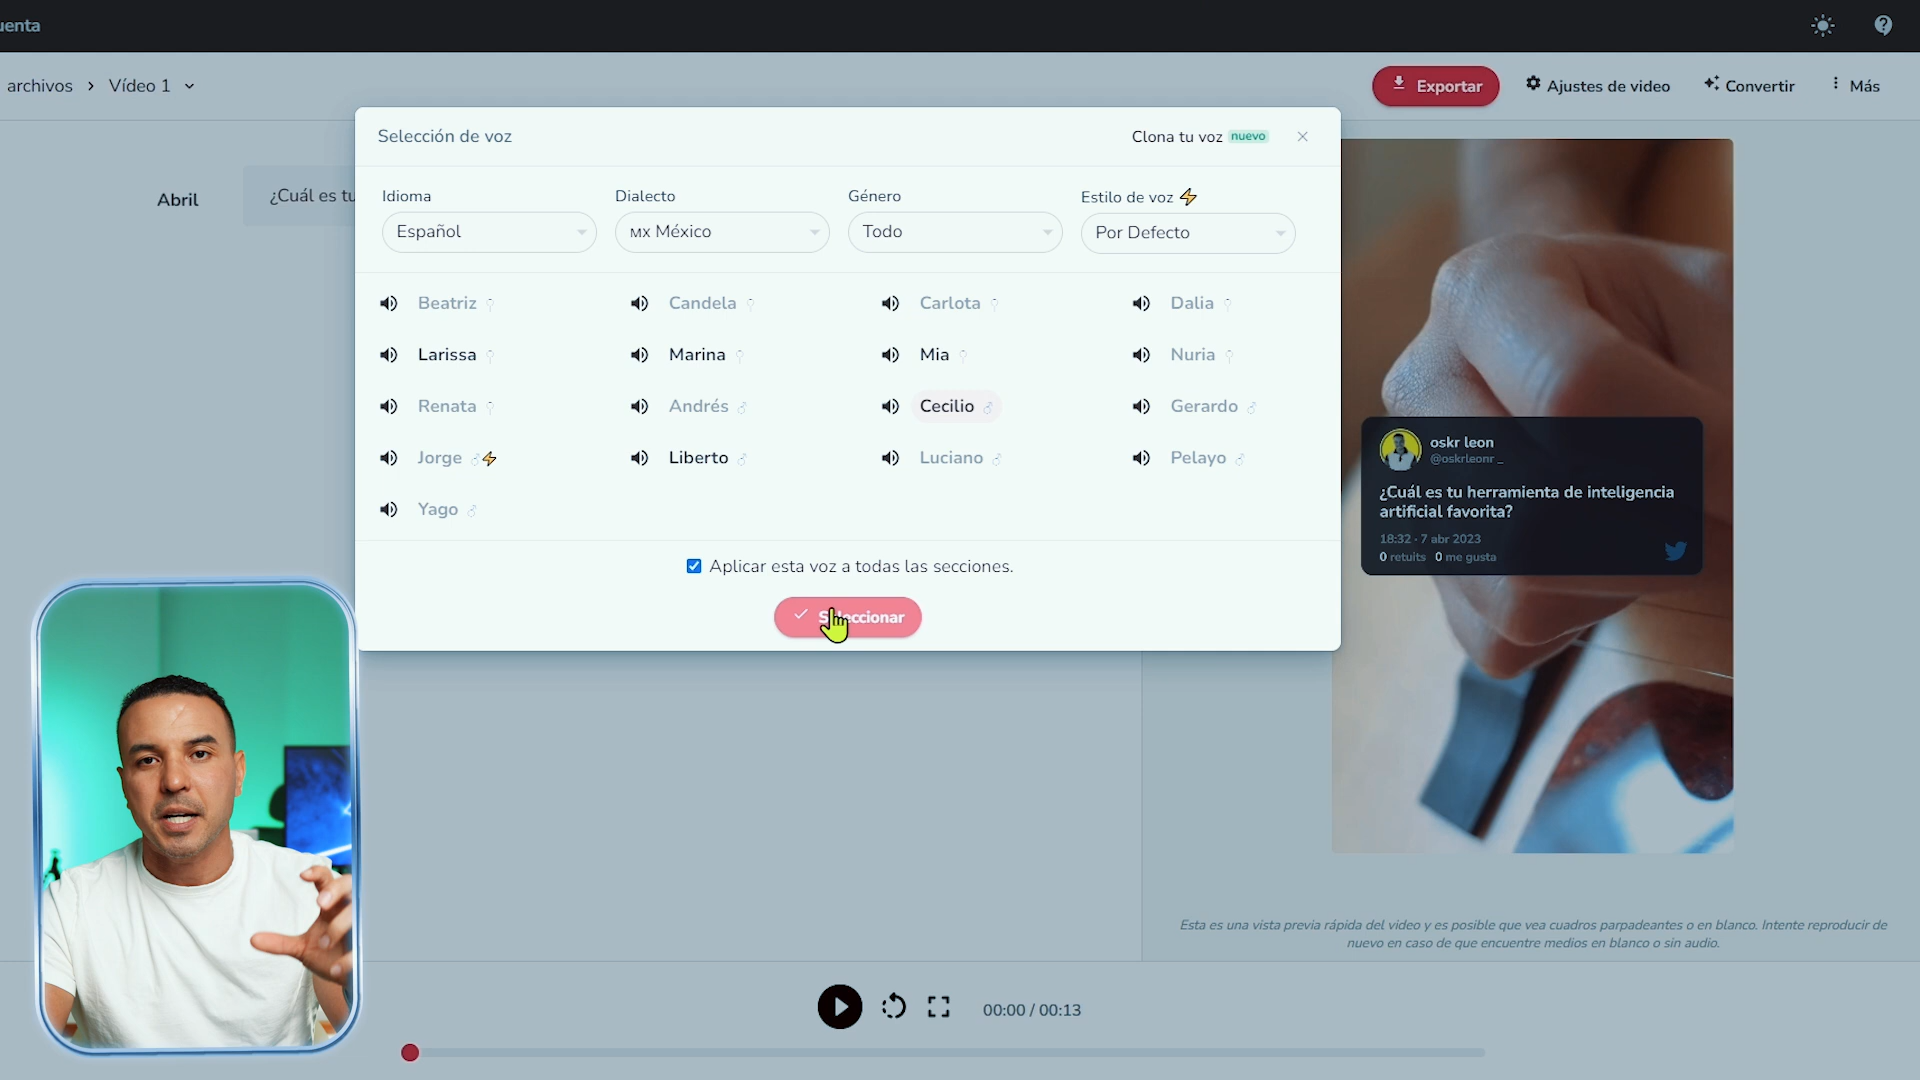 uenta
archivos > Vídeo 1
Exportar
Ajustes de video
Convertir
Más
Selección de voz
Clona tu voz nuevo
Abril
¿Cuál es tu
Idioma
Dialecto
Género
Estilo de voz
Español
MX México
Todo
Por Defecto
Beatriz
Candela
Carlota
Dalia
Larissa
Marina
Mia
Nuria
Renata
Andrés
Cecilio
Gerardo
Jorge
Liberto
Luciano
Pelayo
Yago
Aplicar esta voz a todas las secciones.
Seleccionar
oskr leon
@oskrleonr_
¿Cuál es tu herramienta de inteligencia
artificial favorita?
18:32 · 7 abr 2023
0 retuits 0 me gusta
Esta es una vista previa rápida del video y es posible que vea cuadros parpadeantes o en blanco. Intente reproducir de
nuevo en caso de que encuentre medios en blanco o sin audio.
00:00 / 00:13